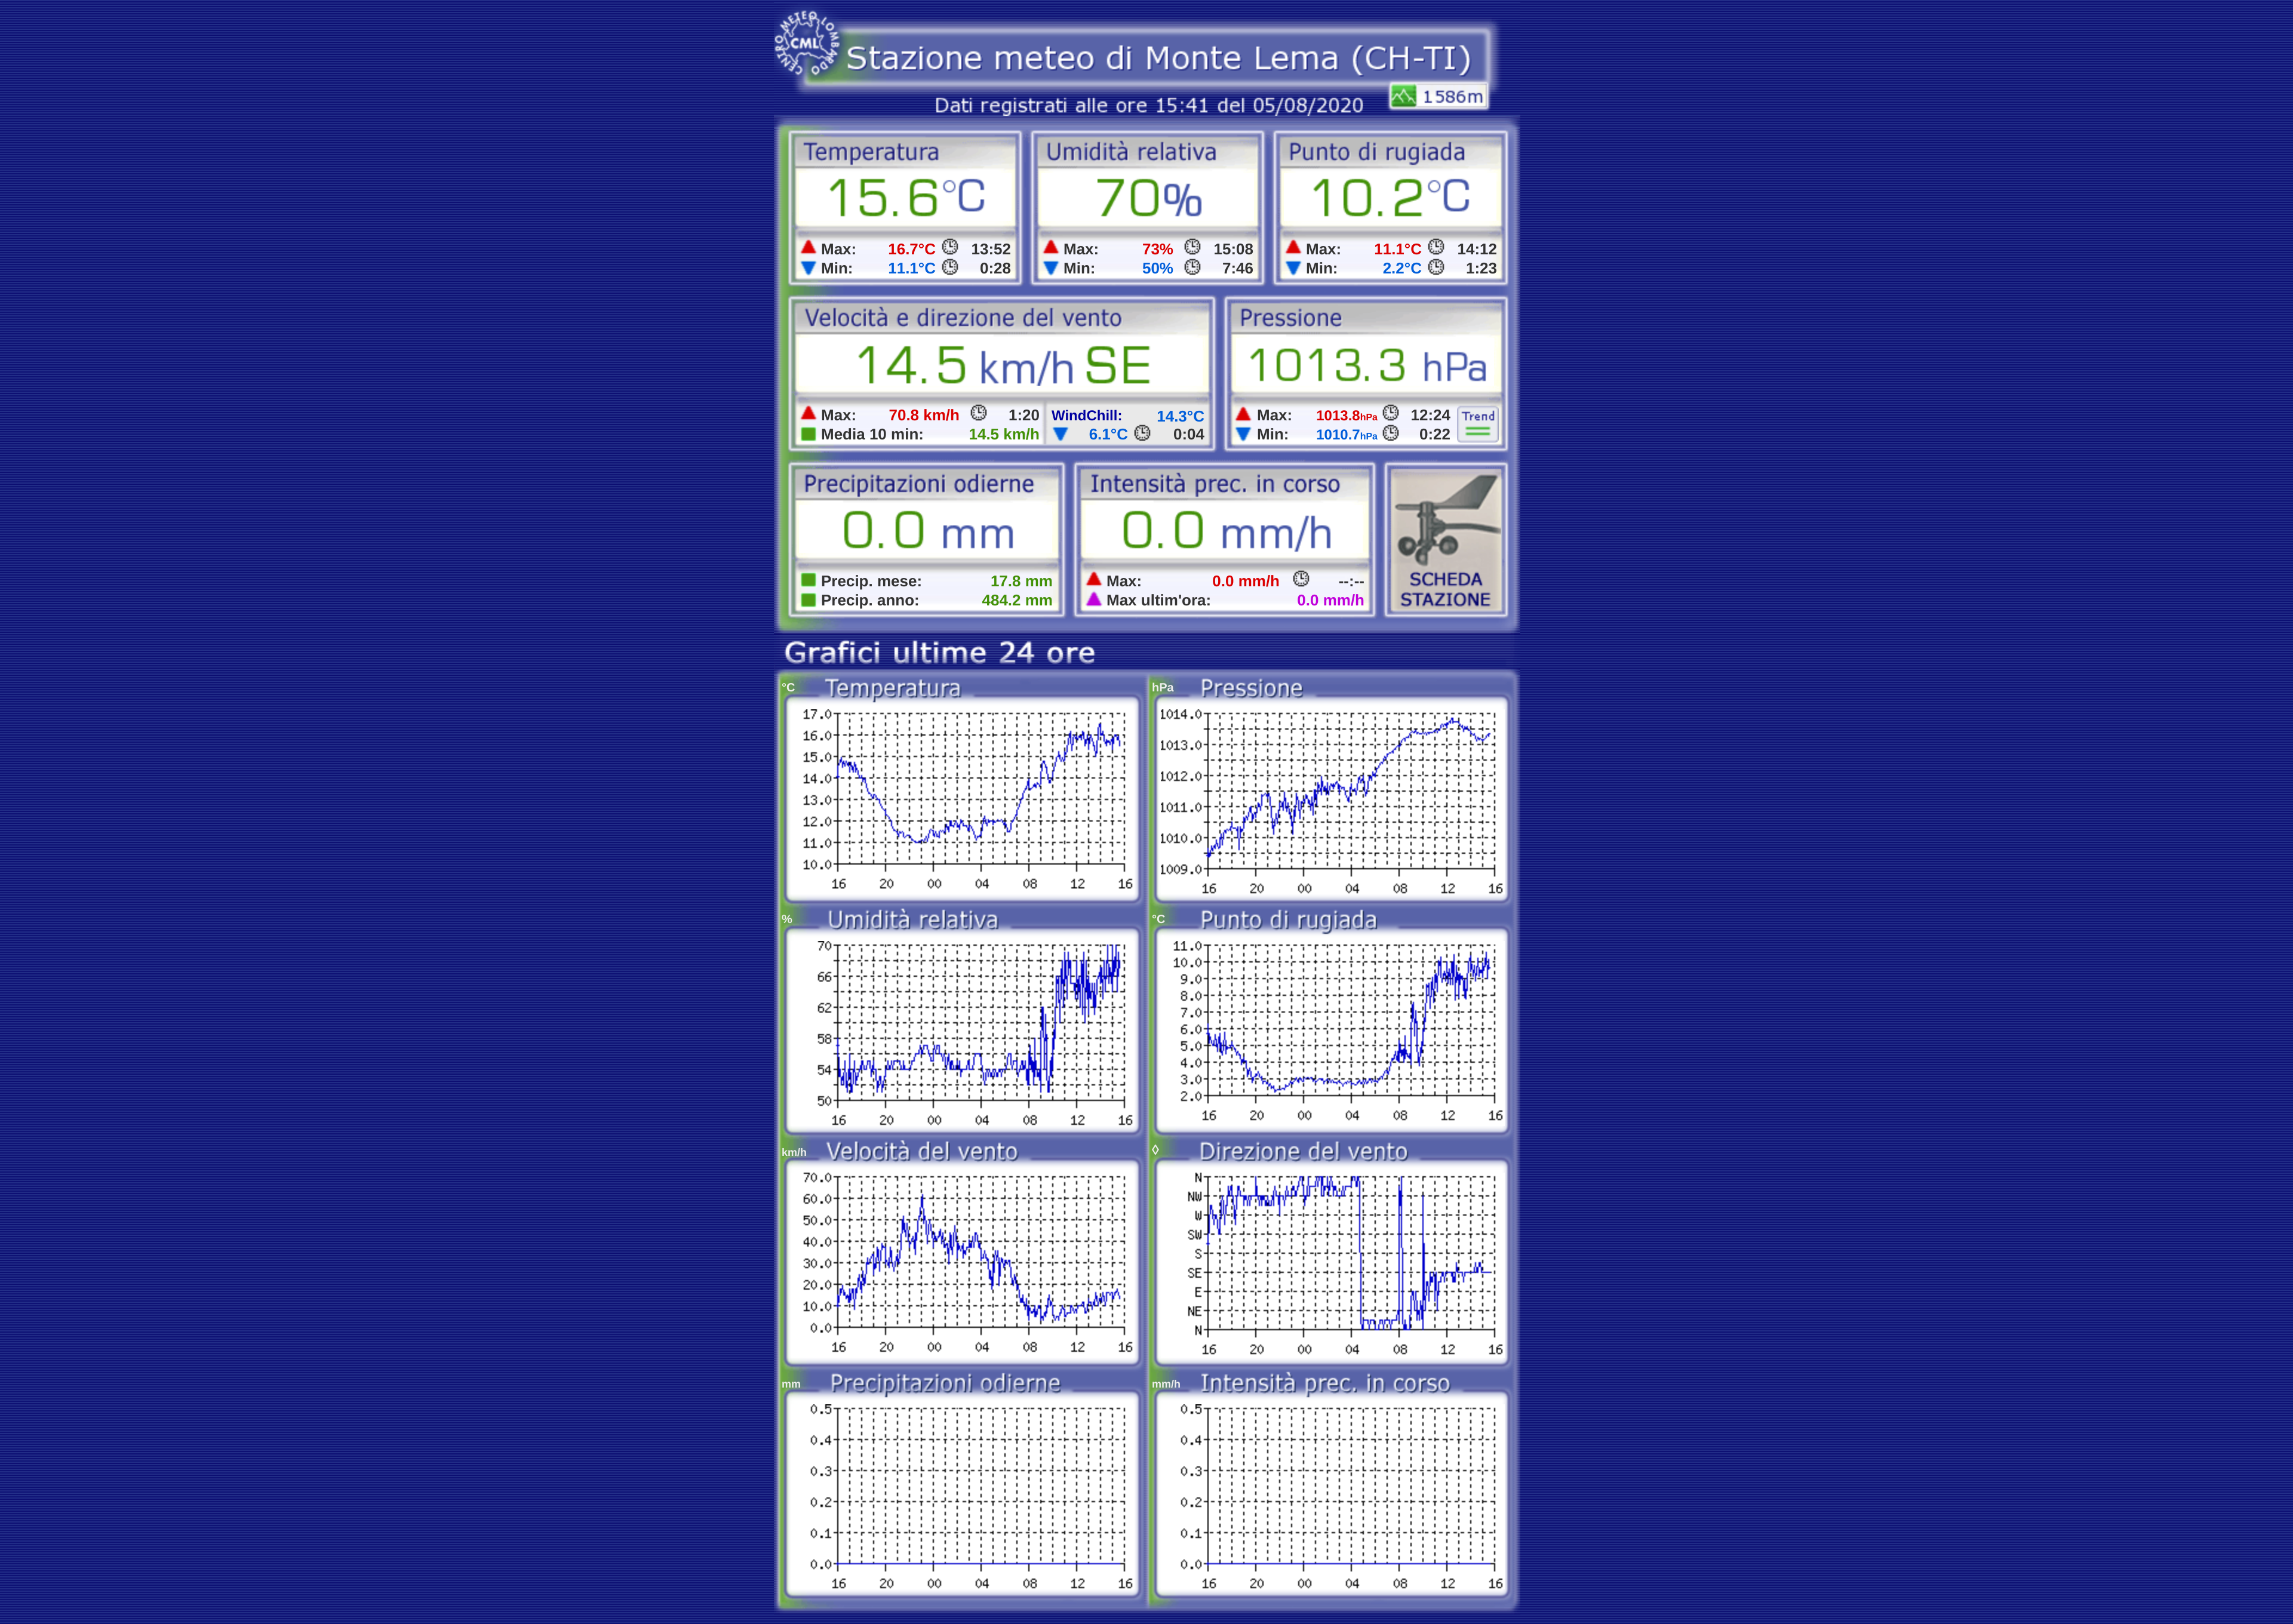 CENTRO METEO LOMBARDO
CML
Stazione meteo di Monte Lema (CH-TI)
1586m
Dati registrati alle ore 15:41 del 05/08/2020
Temperatura
15.6°C
Max: 16.7°C 13:52
Min: 11.1°C 0:28
Umidità relativa
70%
Max: 73% 15:08
Min: 50% 7:46
Punto di rugiada
10.2°C
Max: 11.1°C 14:12
Min: 2.2°C 1:23
Velocità e direzione del vento
14.5 km/h SE
Max: 70.8 km/h 1:20
Media 10 min: 14.5 km/h
WindChill: 14.3°C
6.1°C 0:04
Pressione
1013.3 hPa
Max: 1013.8hPa 12:24
Min: 1010.7hPa 0:22
Trend
Precipitazioni odierne
0.0 mm
Precip. mese: 17.8 mm
Precip. anno: 484.2 mm
Intensità prec. in corso
0.0 mm/h
Max: 0.0 mm/h --:--
Max ultim'ora: 0.0 mm/h
SCHEDA
STAZIONE
Grafici ultime 24 ore
°C Temperatura
17.0
16.0
15.0
14.0
13.0
12.0
11.0
10.0
16 20 00 04 08 12 16
hPa Pressione
1014.0
1013.0
1012.0
1011.0
1010.0
1009.0
16 20 00 04 08 12 16
% Umidità relativa
70
66
62
58
54
50
16 20 00 04 08 12 16
°C Punto di rugiada
11.0
10.0
9.0
8.0
7.0
6.0
5.0
4.0
3.0
2.0
16 20 00 04 08 12 16
km/h Velocità del vento
70.0
60.0
50.0
40.0
30.0
20.0
10.0
0.0
16 20 00 04 08 12 16
◊ Direzione del vento
N
NW
W
SW
S
SE
E
NE
N
16 20 00 04 08 12 16
mm Precipitazioni odierne
0.5
0.4
0.3
0.2
0.1
0.0
16 20 00 04 08 12 16
mm/h Intensità prec. in corso
0.5
0.4
0.3
0.2
0.1
0.0
16 20 00 04 08 12 16